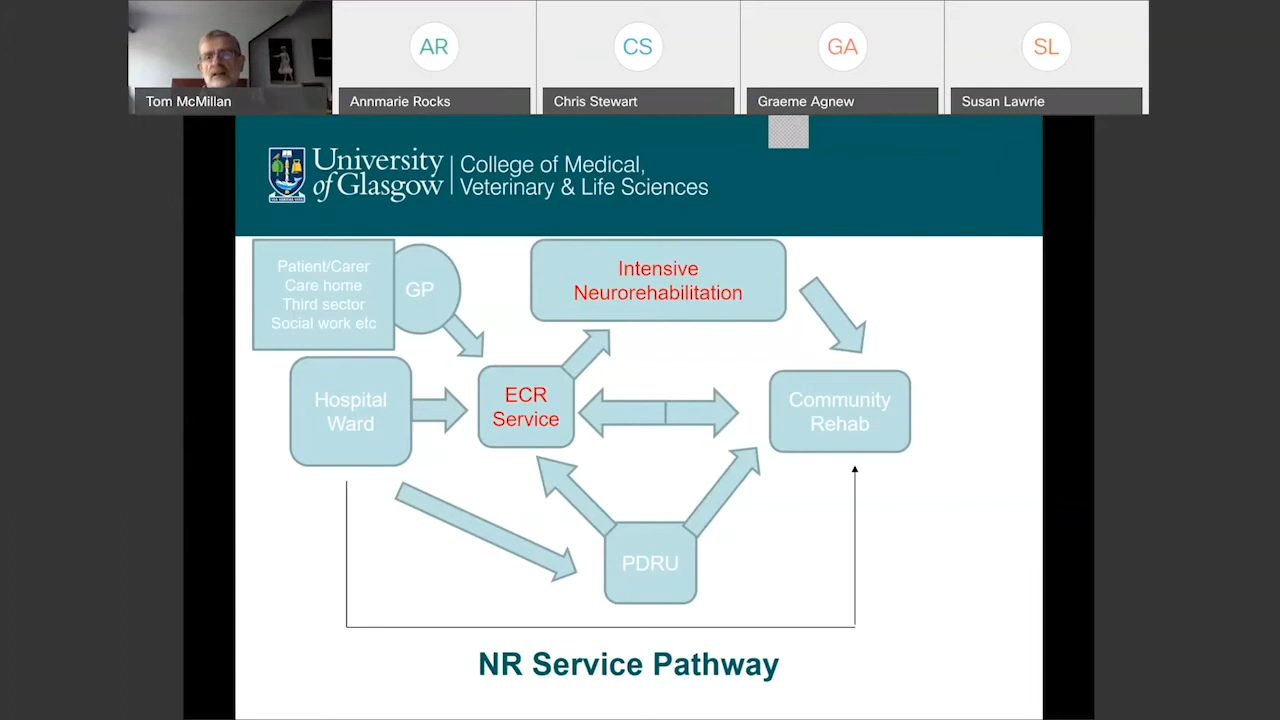 AR
CS
GA
SL
Tom McMillan
Annmarie Rocks
Chris Stewart
Graeme Agnew
Susan Lawrie
University
of Glasgow
College of Medical,
Veterinary & Life Sciences
Patient/Carer
Care home
Third sector
Social work etc
GP
Intensive
Neurorehabilitation
Hospital
Ward
ECR
Service
Community
Rehab
PDRU
NR Service Pathway